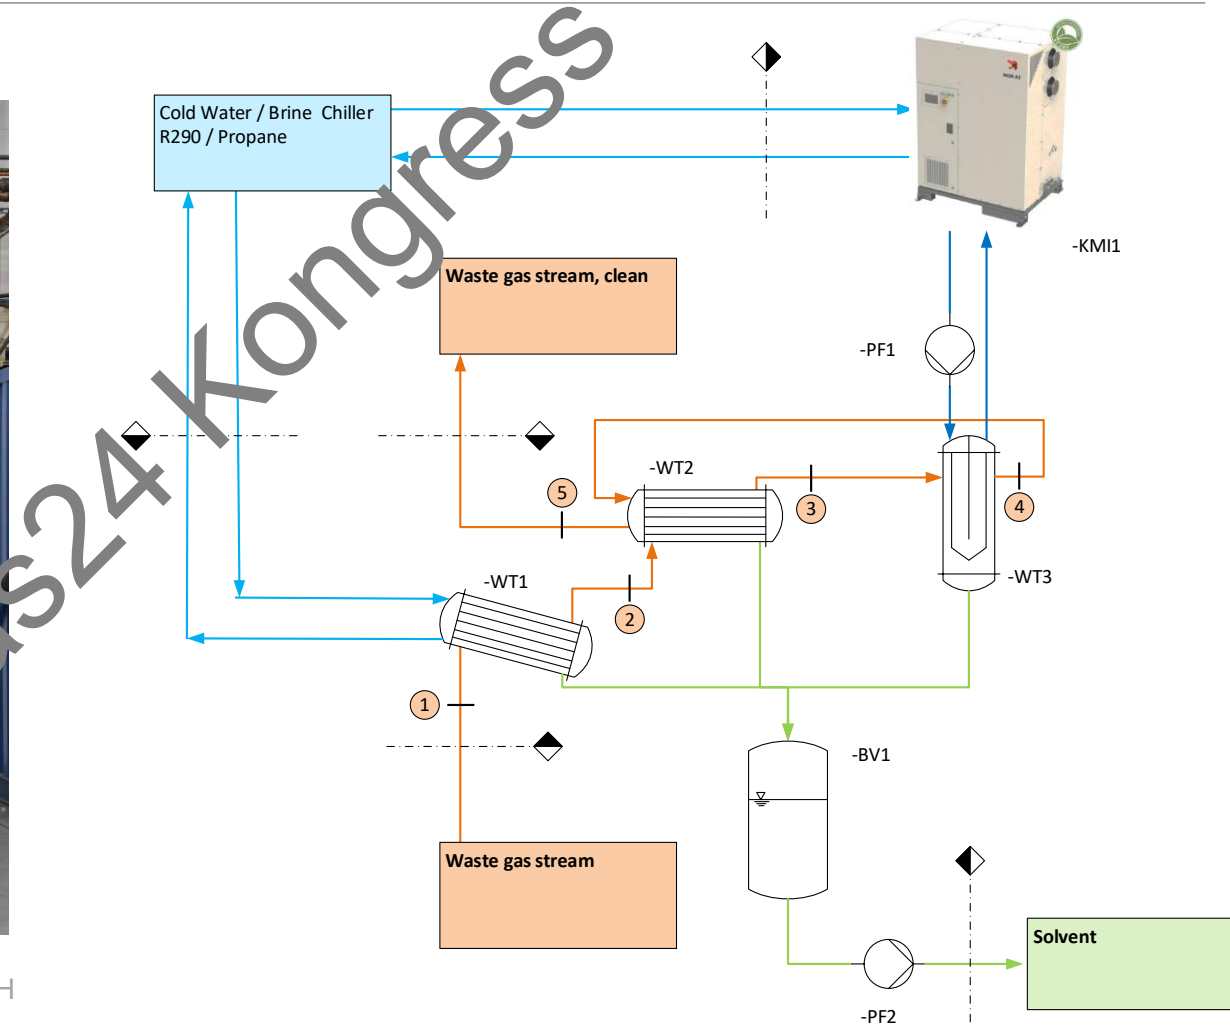 Cold Water / Brine Chiller
R290 / Propane
-KMI1
Waste gas stream, clean
-PF1
-WT2
5
3
4
-WT1
-WT3
2
1
-BV1
Waste gas stream
Solvent
-PF2
s24 Kongress
H